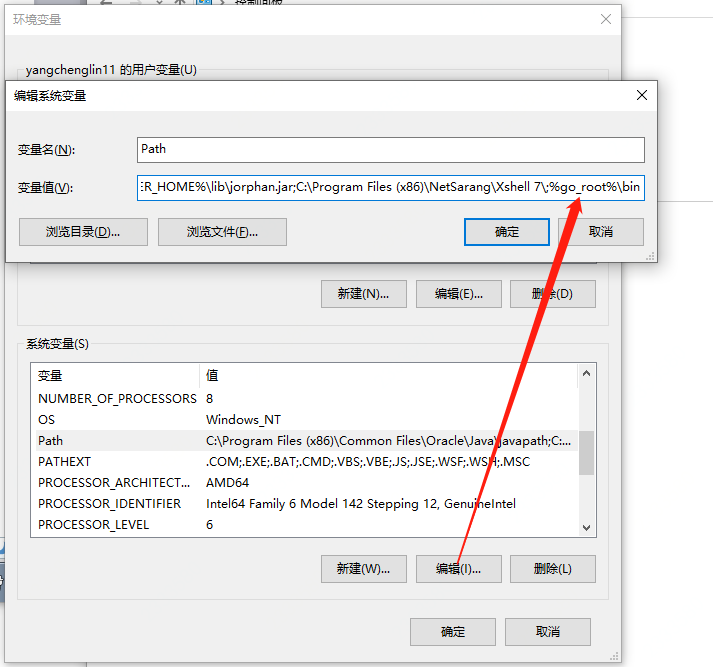 控制面板
环境变量
yangchenglin11 的用户变量(U)
编辑系统变量
变量名(N):
Path
变量值(V):
ER_HOME%\lib\jorphan.jar;C:\Program Files (x86)\NetSarang\Xshell 7\;%go_root%\bin
浏览目录(D)...
浏览文件(F)...
确定
取消
新建(N)...
编辑(E)...
删除(D)
系统变量(S)
变量 值
NUMBER_OF_PROCESSORS 8
OS Windows_NT
Path C:\Program Files (x86)\Common Files\Oracle\Java\javapath;C:...
PATHEXT .COM;.EXE;.BAT;.CMD;.VBS;.VBE;.JS;.JSE;.WSF;.WSH;.MSC
PROCESSOR_ARCHITECT... AMD64
PROCESSOR_IDENTIFIER Intel64 Family 6 Model 142 Stepping 12, GenuineIntel
PROCESSOR_LEVEL 6
新建(W)...
编辑(I)...
删除(L)
确定
取消